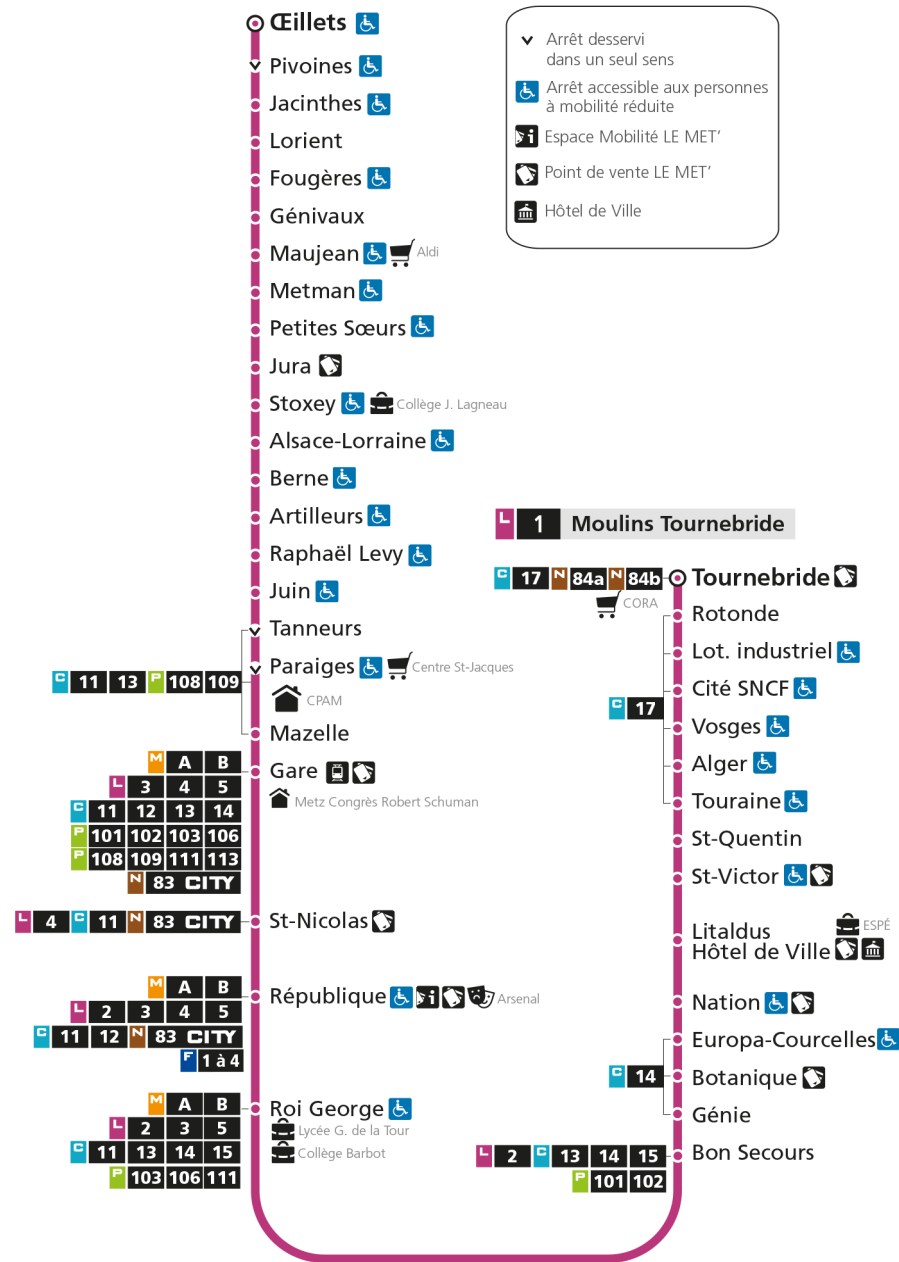 Œillets
Pivoines
Jacinthes
Lorient
Fougères
Génivaux
Maujean Aldi
Metman
Petites Sœurs
Jura
Stoxey Collège J. Lagneau
Alsace-Lorraine
Berne
Artilleurs
Raphaël Levy
Juin
Tanneurs
Paraiges Centre St-Jacques
C 11 13 P 108 109
CPAM
Mazelle
M A B
Gare
L 3 4 5
Metz Congrès Robert Schuman
C 11 12 13 14
P 101 102 103 106
P 108 109 111 113
N 83 CITY
L 4 C 11 N 83 CITY St-Nicolas
M A B
République Arsenal
L 2 3 4 5
C 11 12 N 83 CITY
F 1 à 4
M A B
Roi George
L 2 3 5
Lycée G. de la Tour
C 11 13 14 15
Collège Barbot
P 103 106 111
Arrêt desservi
dans un seul sens
Arrêt accessible aux personnes
à mobilité réduite
Espace Mobilité LE MET’
Point de vente LE MET’
Hôtel de Ville
L 1 Moulins Tournebride
C 17 N 84a N 84b Tournebride
CORA
Rotonde
Lot. industriel
Cité SNCF
C 17
Vosges
Alger
Touraine
St-Quentin
St-Victor
Litaldus ESPÉ
Hôtel de Ville
Nation
Europa-Courcelles
C 14 Botanique
Génie
L 2 C 13 14 15 Bon Secours
P 101 102